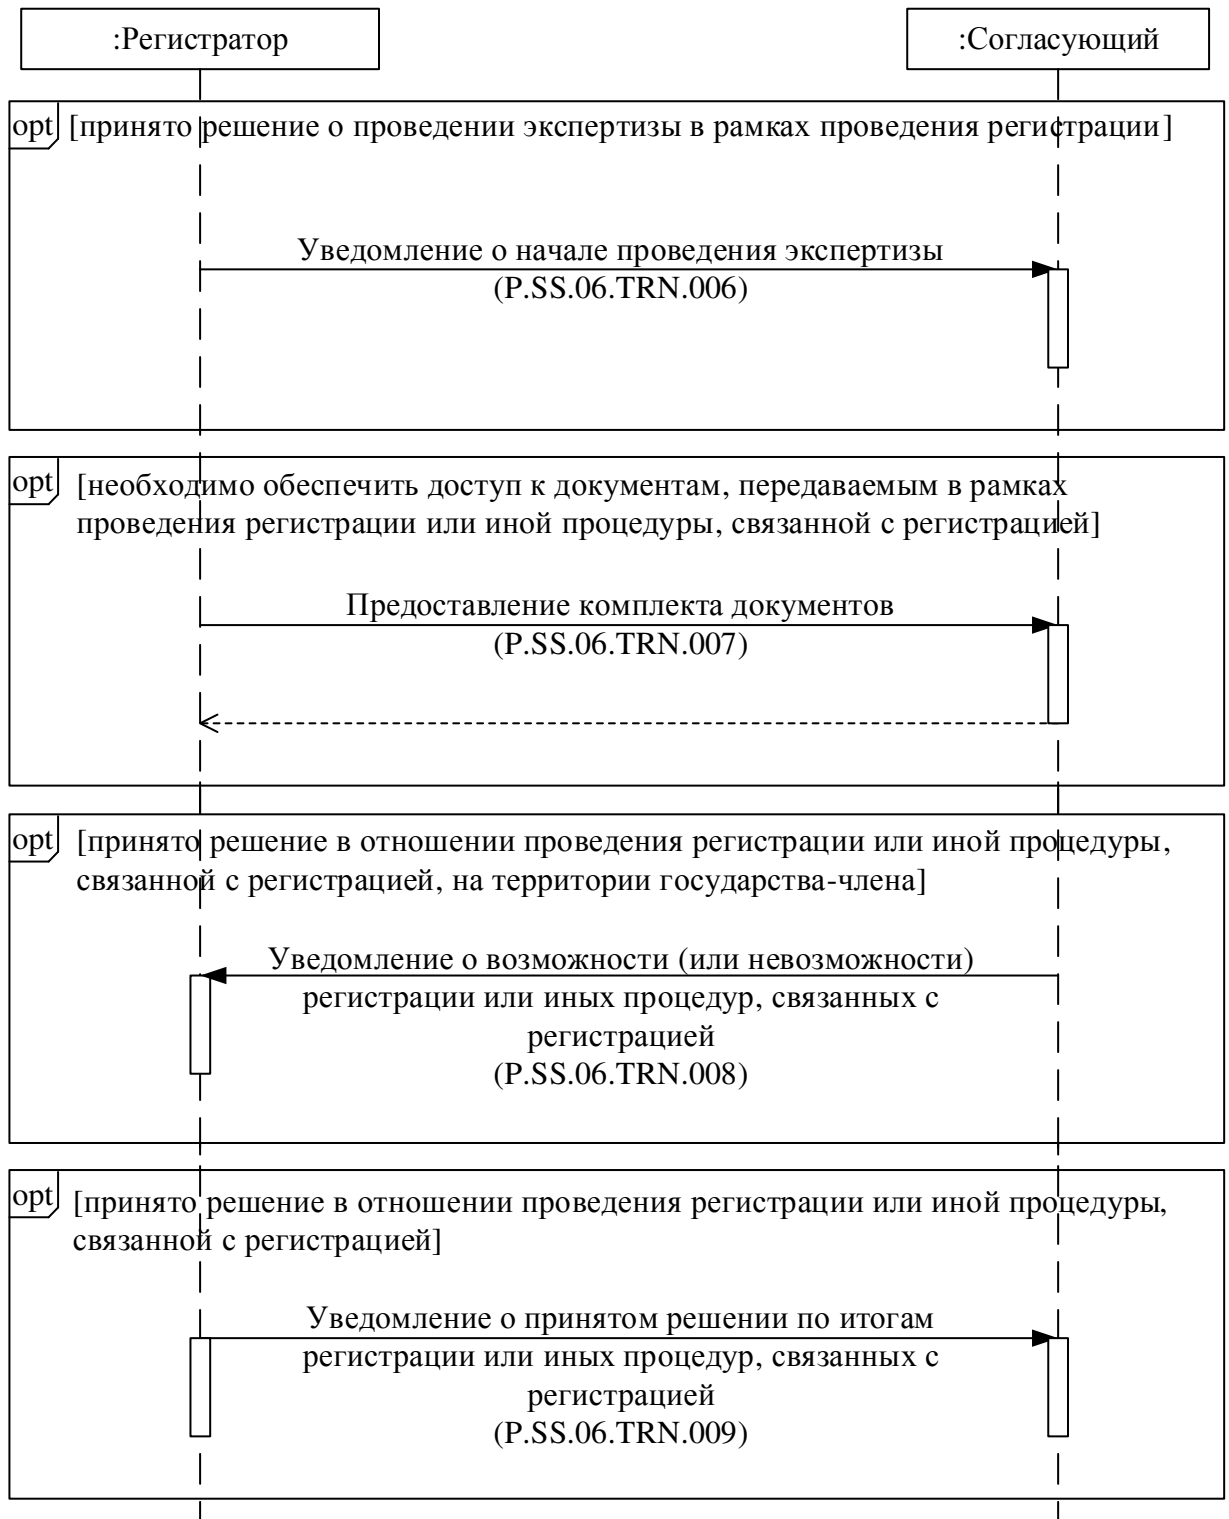 :Регистратор
:Согласующий
opt [принято решение о проведении экспертизы в рамках проведения регистрации]
Уведомление о начале проведения экспертизы
(P.SS.06.TRN.006)
opt [необходимо обеспечить доступ к документам, передаваемым в рамках
проведения регистрации или иной процедуры, связанной с регистрацией]
Предоставление комплекта документов
(P.SS.06.TRN.007)
opt [принято решение в отношении проведения регистрации или иной процедуры,
связанной с регистрацией, на территории государства-члена]
Уведомление о возможности (или невозможности)
регистрации или иных процедур, связанных с
регистрацией
(P.SS.06.TRN.008)
opt [принято решение в отношении проведения регистрации или иной процедуры,
связанной с регистрацией]
Уведомление о принятом решении по итогам
регистрации или иных процедур, связанных с
регистрацией
(P.SS.06.TRN.009)